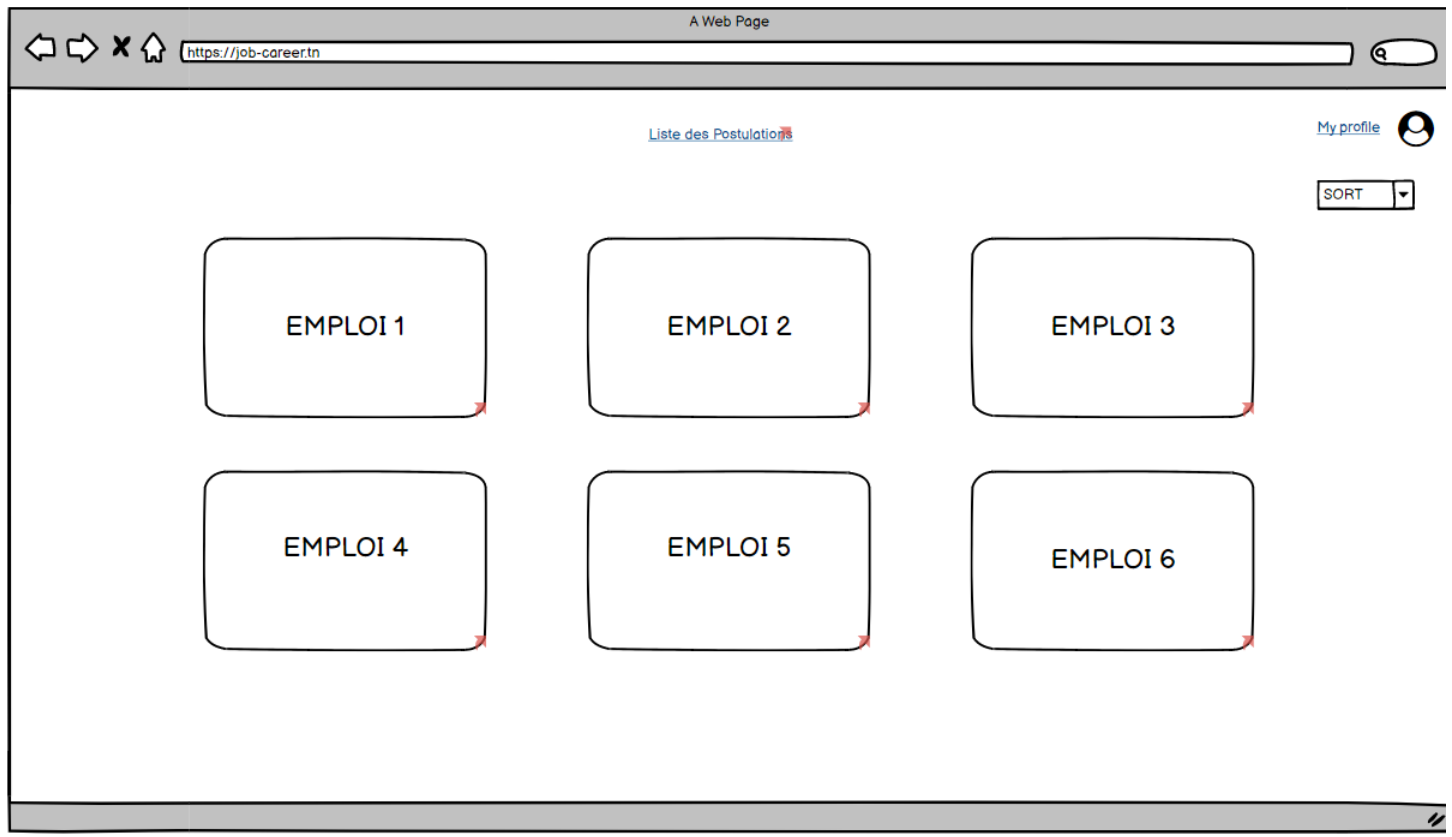 A Web Page
https://job-career.tn
Liste des Postulations
My profile
SORT
EMPLOI 1
EMPLOI 2
EMPLOI 3
EMPLOI 4
EMPLOI 5
EMPLOI 6